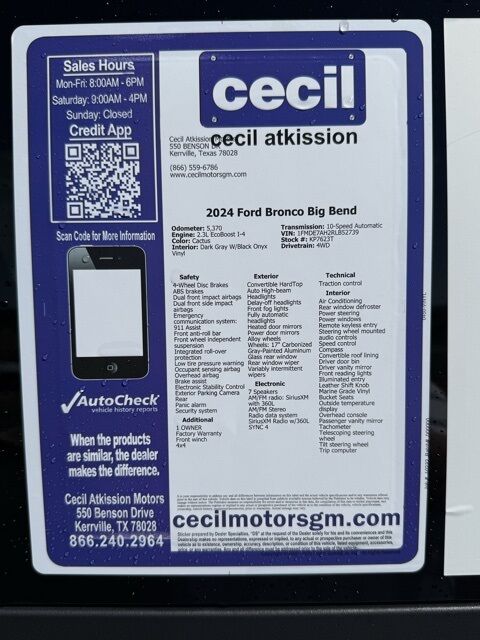 Sales Hours
Mon-Fri: 8:00AM - 6PM
Saturday: 9:00AM - 4PM
Sunday: Closed
Credit App
Scan Code for More Information
AutoCheck
vehicle history reports
When the products
are similar, the dealer
makes the difference.
Cecil Atkission Motors
550 Benson Drive
Kerrville, TX 78028
866.240.2964
cecil
cecil atkission
Cecil Atkission
550 BENSON DR
Kerrville, Texas 78028
(866) 559-6786
www.cecilmotorsgm.com
2024 Ford Bronco Big Bend
Odometer: 5,370
Engine: 2.3L EcoBoost I-4
Color: Cactus
Interior: Dark Gray W/Black Onyx
Vinyl
Transmission: 10-Speed Automatic
VIN: 1FMDE7AH2RLB52739
Stock #: KP7623T
Drivetrain: 4WD
Safety
4-Wheel Disc Brakes
ABS brakes
Dual front impact airbags
Dual front side impact
airbags
Emergency
communication system:
911 Assist
Front anti-roll bar
Front wheel independent
suspension
Integrated roll-over
protection
Low tire pressure warning
Occupant sensing airbag
Overhead airbag
Brake assist
Electronic Stability Control
Exterior Parking Camera
Rear
Panic alarm
Security system
Additional
1 OWNER
Factory Warranty
Front winch
4x4
Exterior
Convertible HardTop
Auto High-beam
Headlights
Delay-off headlights
Front fog lights
Fully automatic
headlights
Heated door mirrors
Power door mirrors
Alloy wheels
Wheels: 17" Carbonized
Gray-Painted Aluminum
Glass rear window
Rear window wiper
Variably intermittent
wipers
Electronic
7 Speakers
AM/FM radio: SiriusXM
with 360L
AM/FM Stereo
Radio data system
SiriusXM Radio w/360L
SYNC 4
Technical
Traction control
Interior
Air Conditioning
Rear window defroster
Power steering
Power windows
Remote keyless entry
Steering wheel mounted
audio controls
Speed control
Compass
Convertible roof lining
Driver door bin
Driver vanity mirror
Front reading lights
Illuminated entry
Leather Shift Knob
Marine Grade Vinyl
Bucket Seats
Outside temperature
display
Overhead console
Passenger vanity mirror
Tachometer
Telescoping steering
wheel
Tilt steering wheel
Trip computer
cecilmotorsgm.com